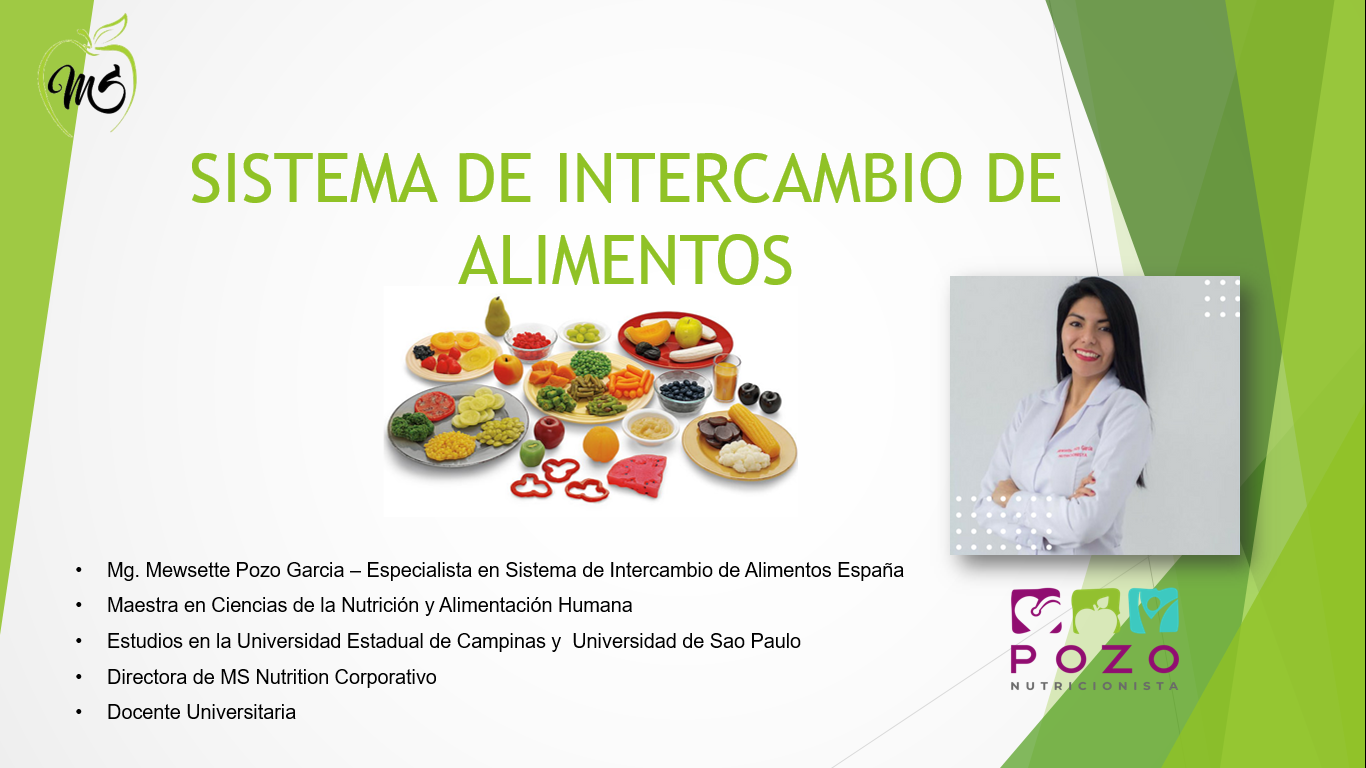 MS
SISTEMA DE INTERCAMBIO DE
ALIMENTOS
• Mg. Mewsette Pozo Garcia – Especialista en Sistema de Intercambio de Alimentos España
• Maestra en Ciencias de la Nutrición y Alimentación Humana
• Estudios en la Universidad Estadual de Campinas y  Universidad de Sao Paulo
• Directora de MS Nutrition Corporativo
• Docente Universitaria
POZO
NUTRICIONISTA